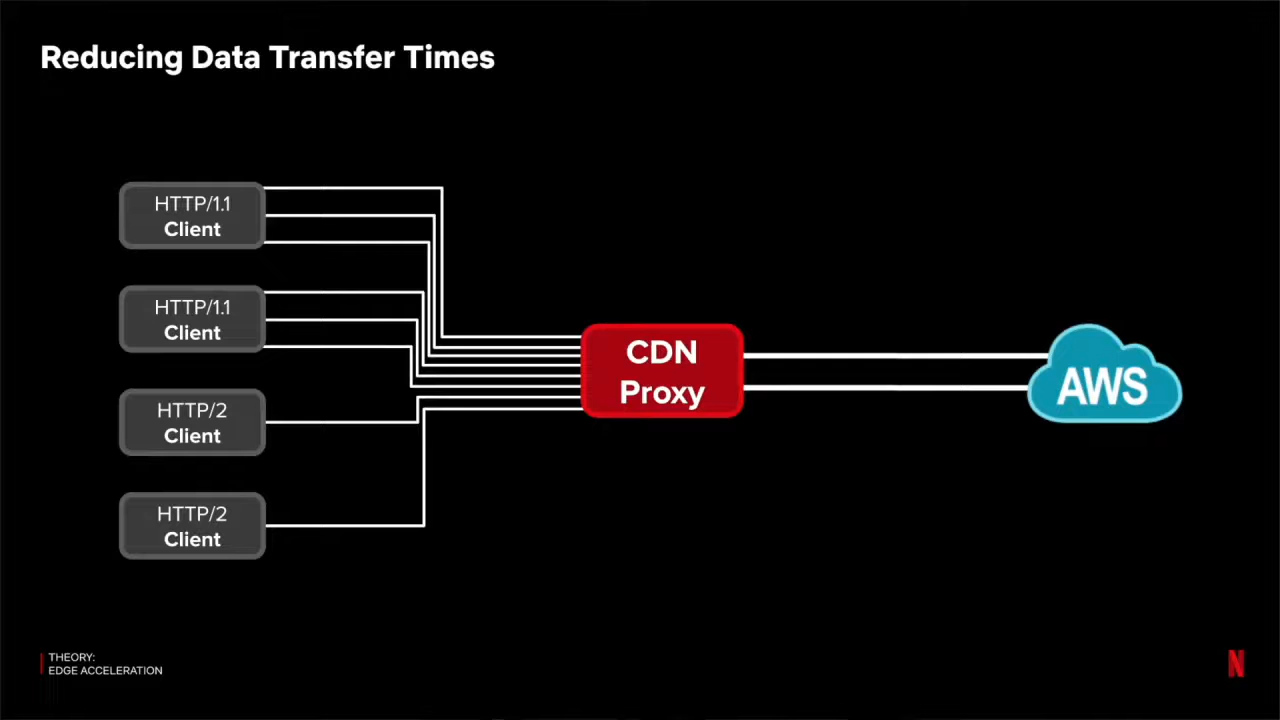 Reducing Data Transfer Times
HTTP/1.1
Client
HTTP/1.1
Client
HTTP/2
Client
HTTP/2
Client
CDN
Proxy
AWS
THEORY:
EDGE ACCELERATION
N